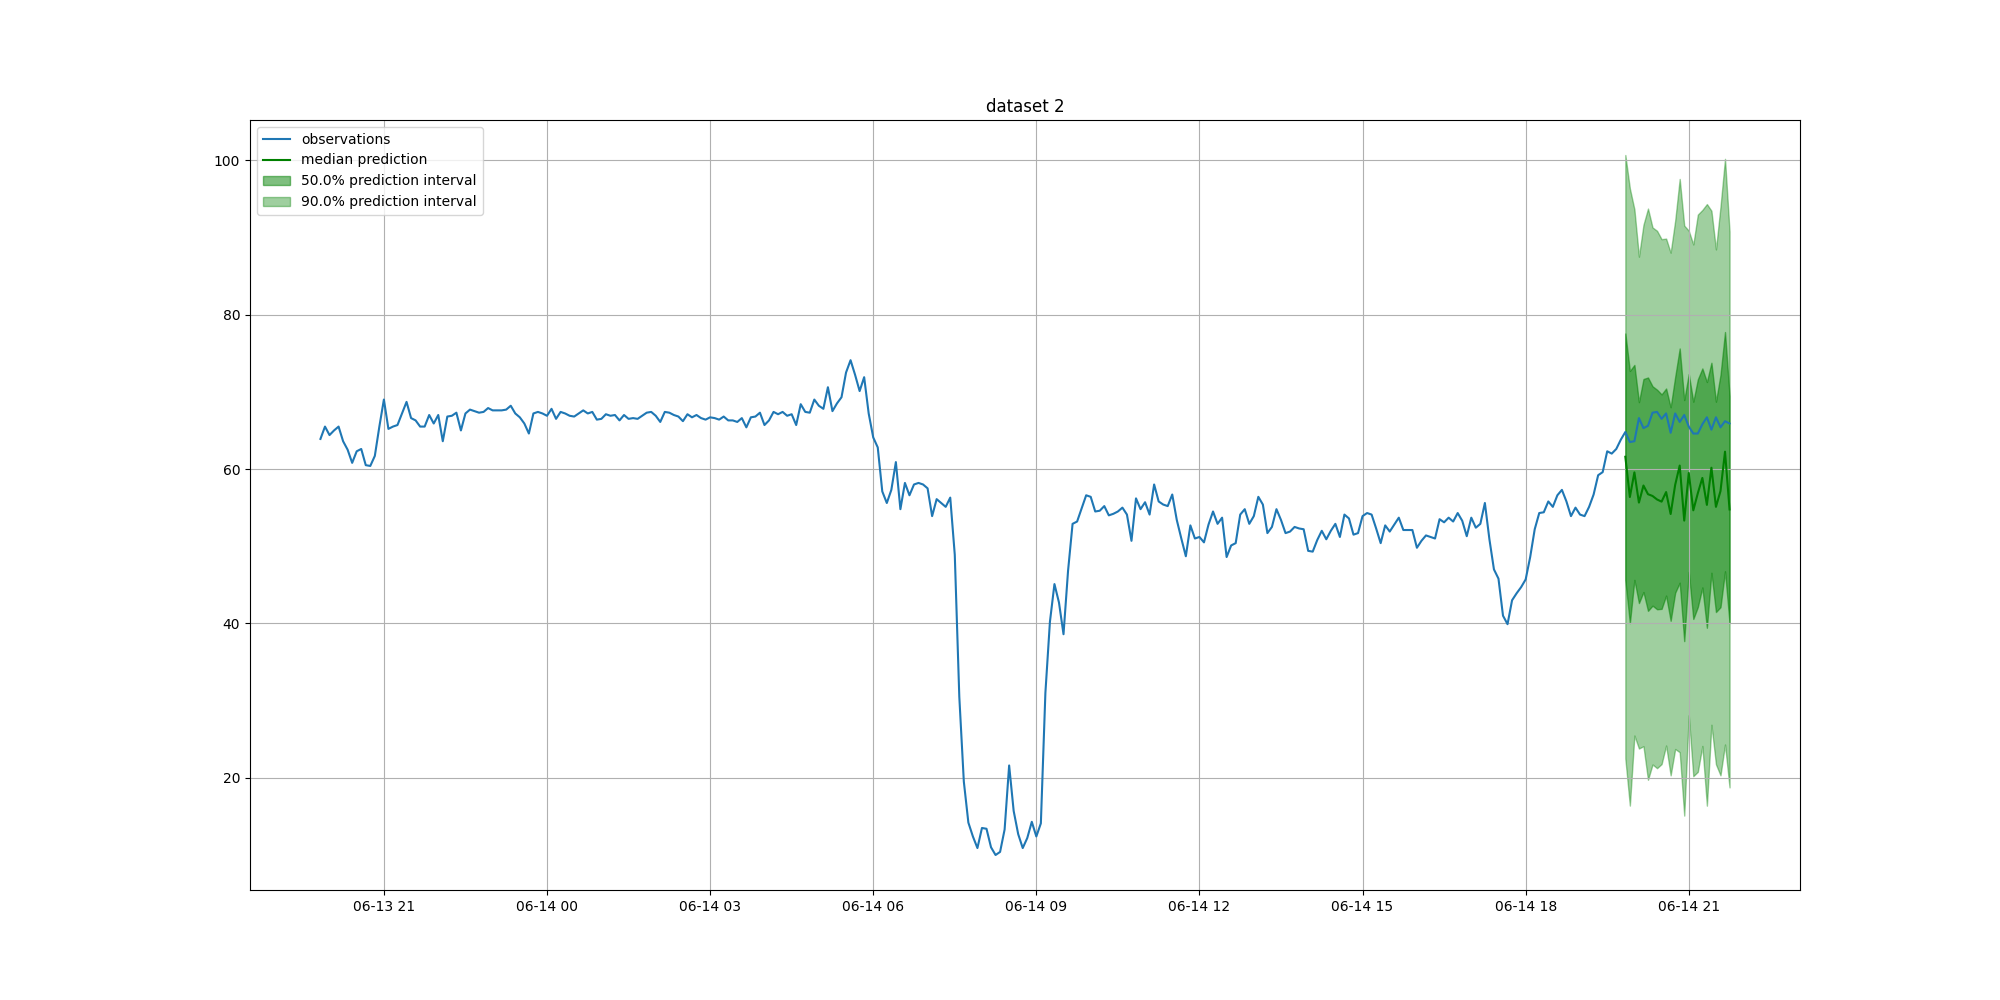 dataset 2
observations
median prediction
50.0% prediction interval
90.0% prediction interval
100
80
60
40
20
06-13 21
06-14 00
06-14 03
06-14 06
06-14 09
06-14 12
06-14 15
06-14 18
06-14 21